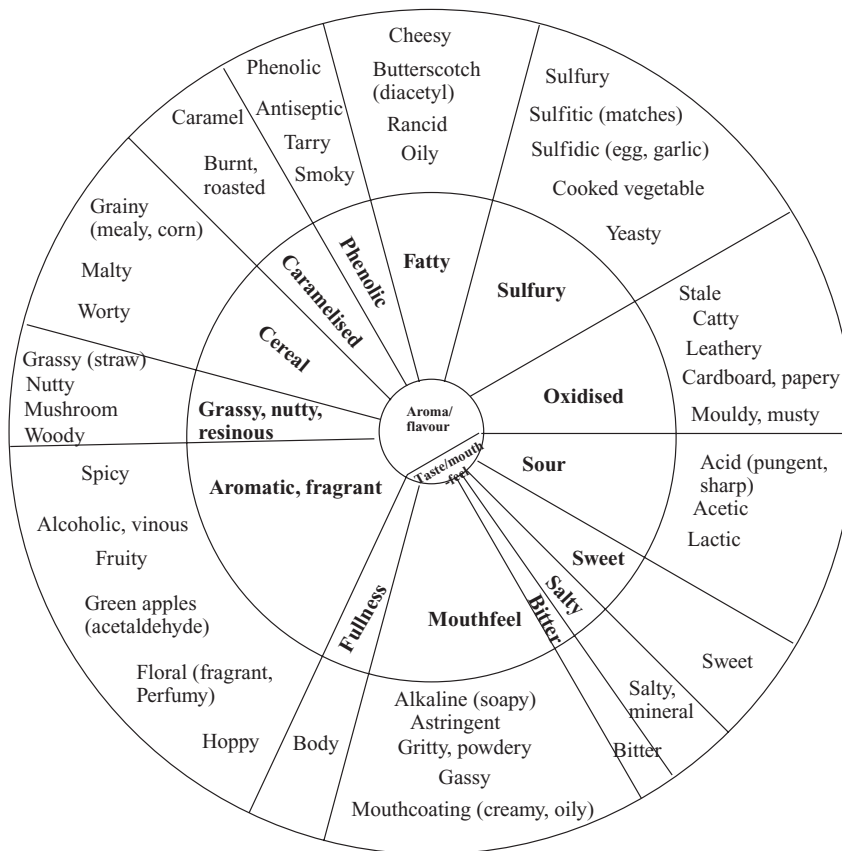 Cheesy
Butterscotch
(diacetyl)
Rancid
Oily
Sulfury
Sulfitic (matches)
Sulfidic (egg, garlic)
Cooked vegetable
Yeasty
Stale
Catty
Leathery
Cardboard, papery
Mouldy, musty
Acid (pungent,
sharp)
Acetic
Lactic
Sweet
Salty,
mineral
Bitter
Alkaline (soapy)
Astringent
Gritty, powdery
Gassy
Mouthcoating (creamy, oily)
Body
Spicy
Alcoholic, vinous
Fruity
Green apples
(acetaldehyde)
Floral (fragrant,
Perfumy)
Hoppy
Grassy (straw)
Nutty
Mushroom
Woody
Grainy
(mealy, corn)
Malty
Worty
Caramel
Burnt,
roasted
Phenolic
Antiseptic
Tarry
Smoky
Fatty
Sulfury
Oxidised
Sour
Sweet
Salty
Bitter
Mouthfeel
Fullness
Aromatic, fragrant
Grassy, nutty,
resinous
Cereal
Caramelised
Phenolic
Aroma/
flavour
Taste/mouth
-feel